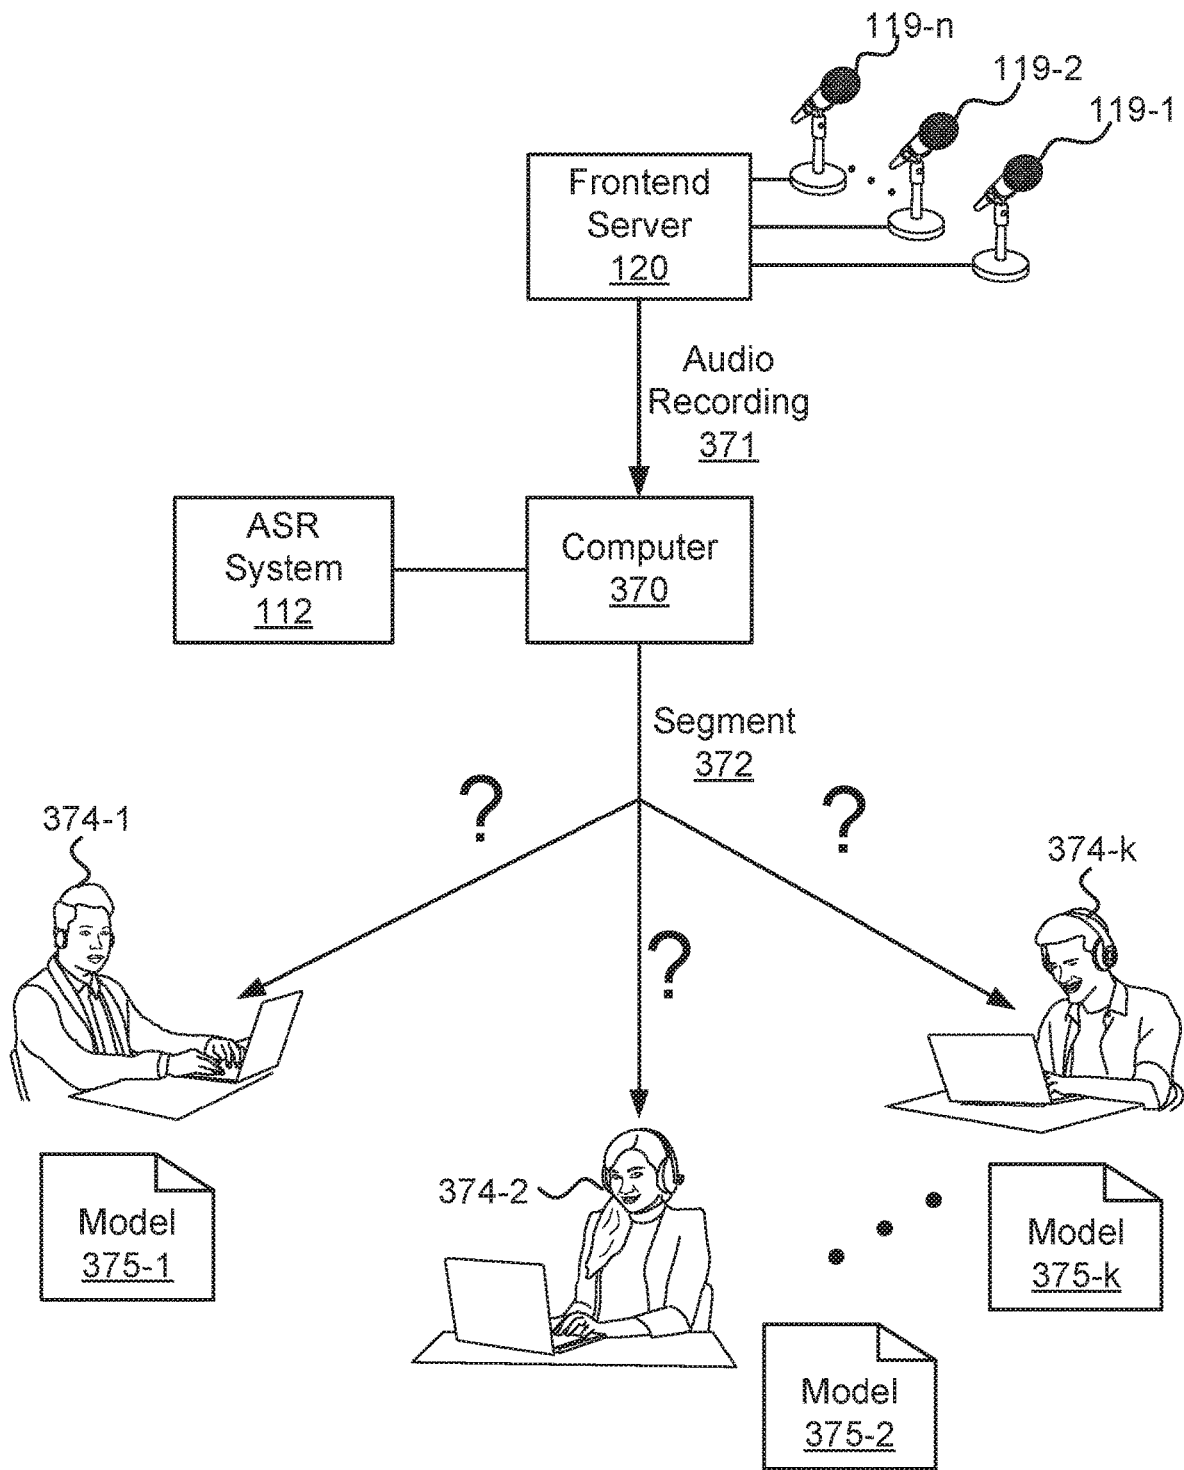 119-n
119-2
119-1
Frontend
Server
120
Audio
Recording
371
ASR
System
112
Computer
370
Segment
372
?
?
?
374-1
374-k
374-2
Model
375-1
Model
375-k
Model
375-2